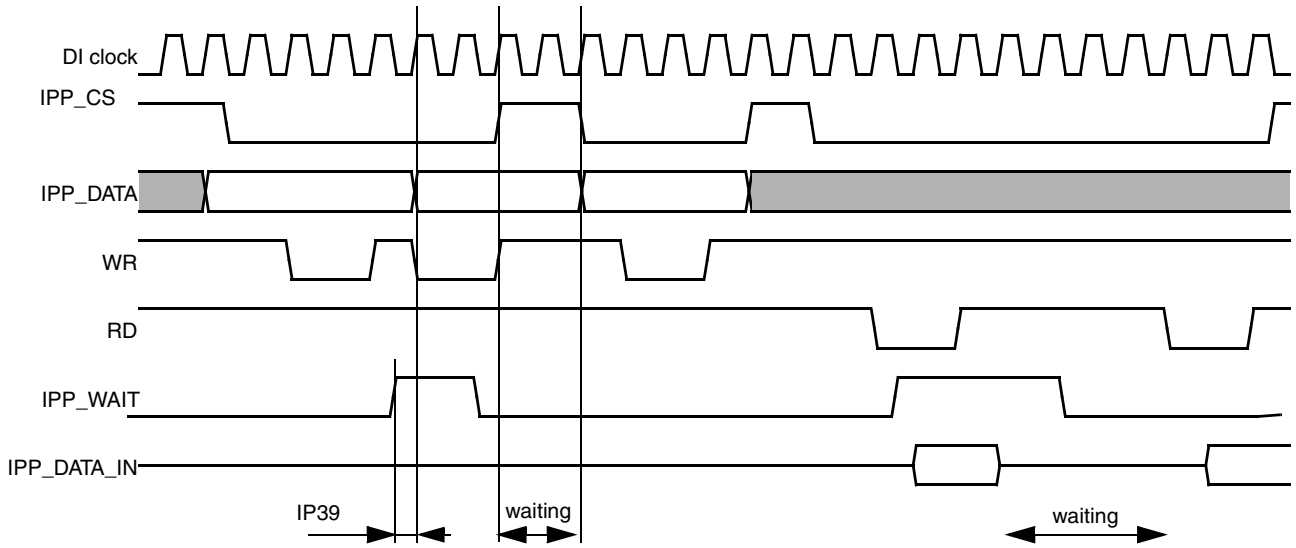 DI clock
IPP_CS
IPP_DATA
WR
RD
IPP_WAIT
IPP_DATA_IN
IP39
waiting
waiting